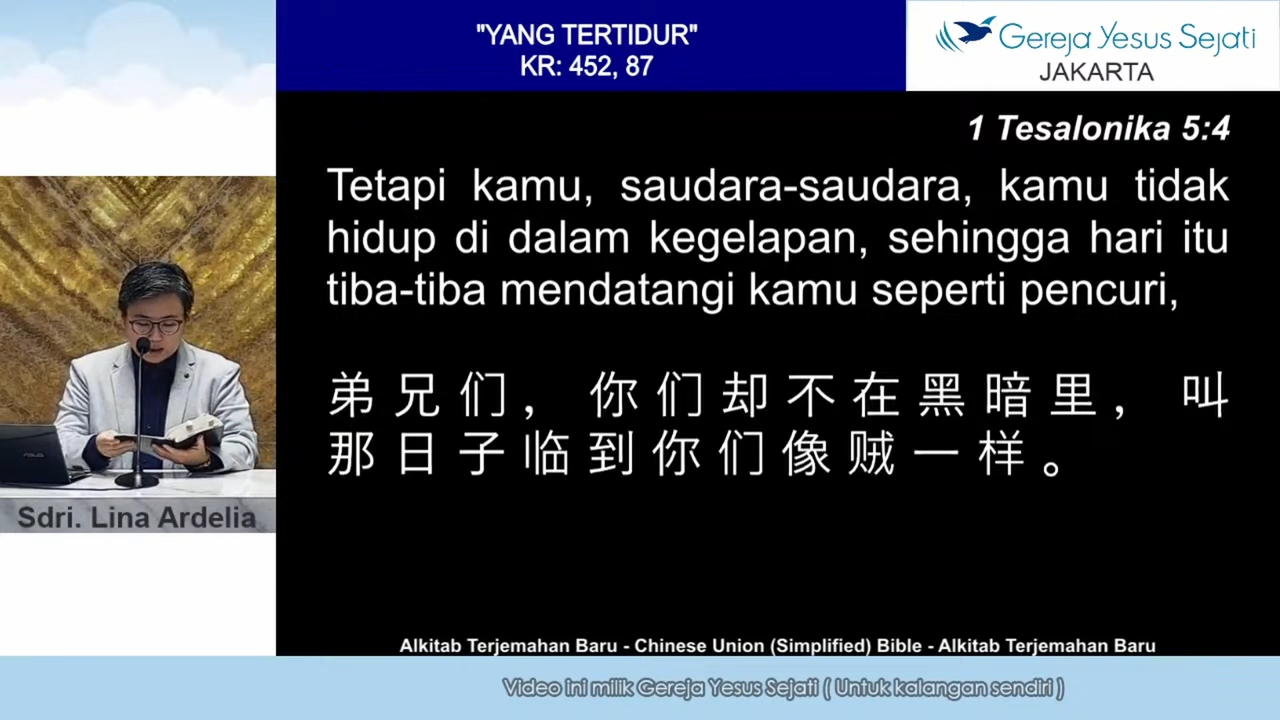 "YANG TERTIDUR"
KR: 452, 87
Gereja Yesus Sejati
JAKARTA
1 Tesalonika 5:4
Tetapi kamu, saudara-saudara, kamu tidak
hidup di dalam kegelapan, sehingga hari itu
tiba-tiba mendatangi kamu seperti pencuri,
弟兄们，你们却不在黑暗里，叫
那日子临到你们像贼一样。
ASUS
Sdri. Lina Ardelia
Alkitab Terjemahan Baru - Chinese Union (Simplified) Bible - Alkitab Terjemahan Baru
Video ini milik Gereja Yesus Sejati ( Untuk kalangan sendiri )